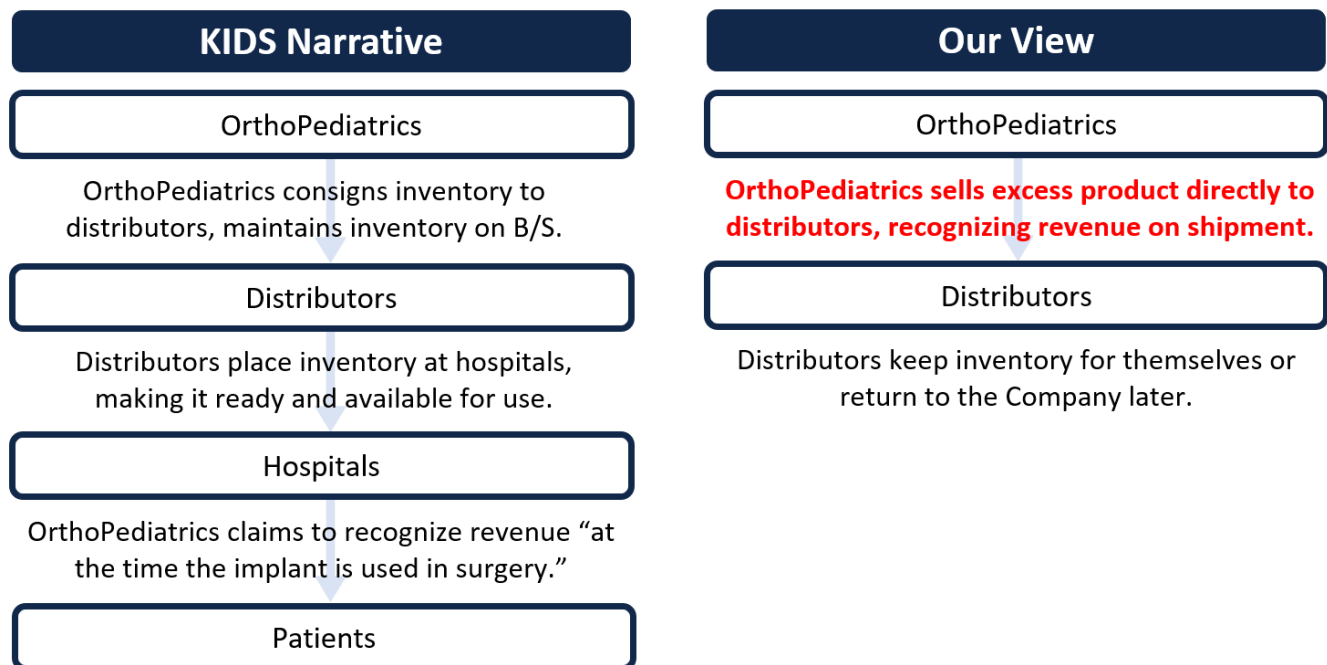 KIDS Narrative
OrthoPediatrics
OrthoPediatrics consigns inventory to
distributors, maintains inventory on B/S.
Distributors
Distributors place inventory at hospitals,
making it ready and available for use.
Hospitals
OrthoPediatrics claims to recognize revenue “at
the time the implant is used in surgery.”
Patients
Our View
OrthoPediatrics
OrthoPediatrics sells excess product directly to
distributors, recognizing revenue on shipment.
Distributors
Distributors keep inventory for themselves or
return to the Company later.